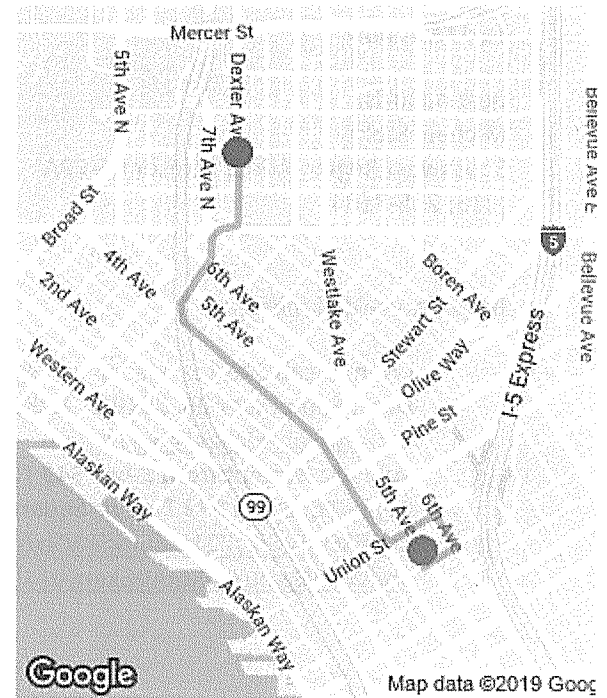 Mercer St
5th Ave N
Dexter Av
7th Ave N
Bellevue Ave E
Broad St
5
4th Ave
6th Ave
2nd Ave
5th Ave
Westlake Ave
Boren Ave
Bellevue Ave
Stewart St
Olive Way
I-5 Express
Western Ave
Pine St
Alaskan Way
99
5th Ave
6th Ave
Union St
Alaskan Way
Google
Map data ©2019 Goog